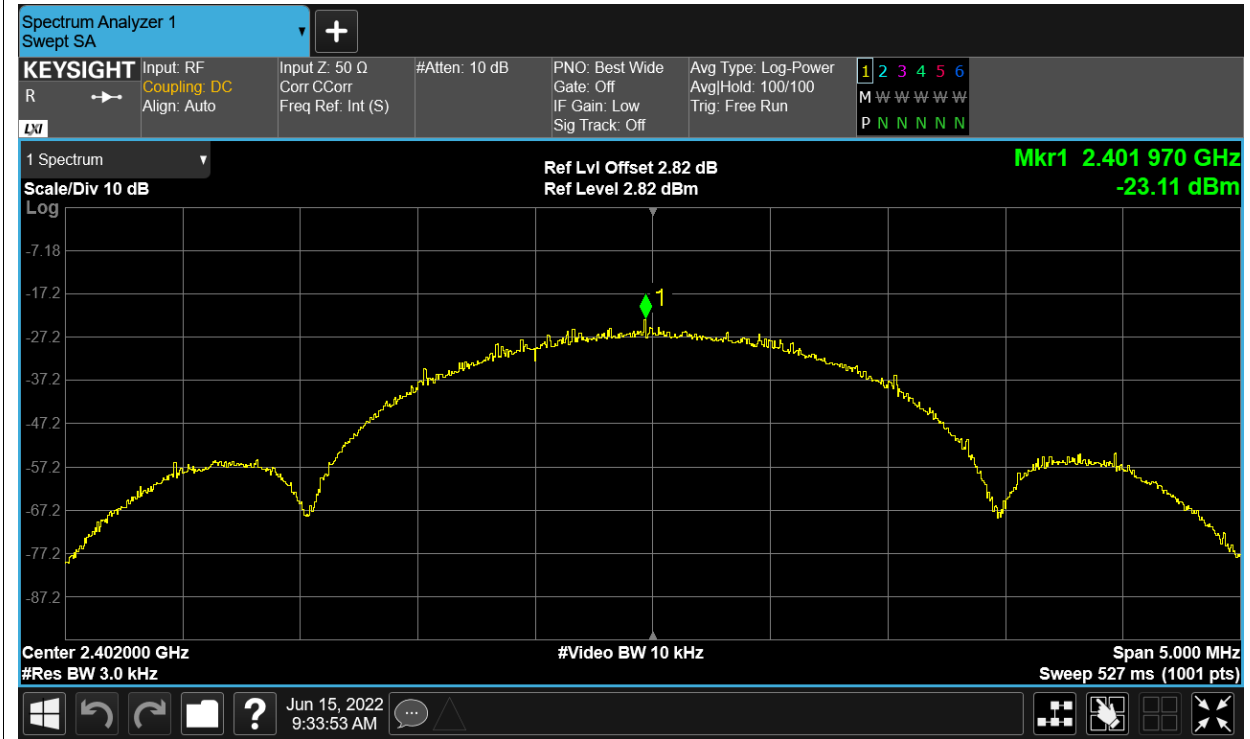 Spectrum Analyzer 1
Swept SA
+
KEYSIGHT
R
LXI
Input: RF
Coupling: DC
Align: Auto
Input Z: 50 Ω
Corr CCorr
Freq Ref: Int (S)
#Atten: 10 dB
PNO: Best Wide
Gate: Off
IF Gain: Low
Sig Track: Off
Avg Type: Log-Power
Avg|Hold: 100/100
Trig: Free Run
1 2 3 4 5 6
M W W W W W
P N N N N N
1 Spectrum
Scale/Div 10 dB
Log
Ref Lvl Offset 2.82 dB
Ref Level 2.82 dBm
Mkr1 2.401 970 GHz
-23.11 dBm
1
-7.18
-17.2
-27.2
-37.2
-47.2
-57.2
-67.2
-77.2
-87.2
Center 2.402000 GHz
#Res BW 3.0 kHz
#Video BW 10 kHz
Span 5.000 MHz
Sweep 527 ms (1001 pts)
?
Jun 15, 2022
9:33:53 AM